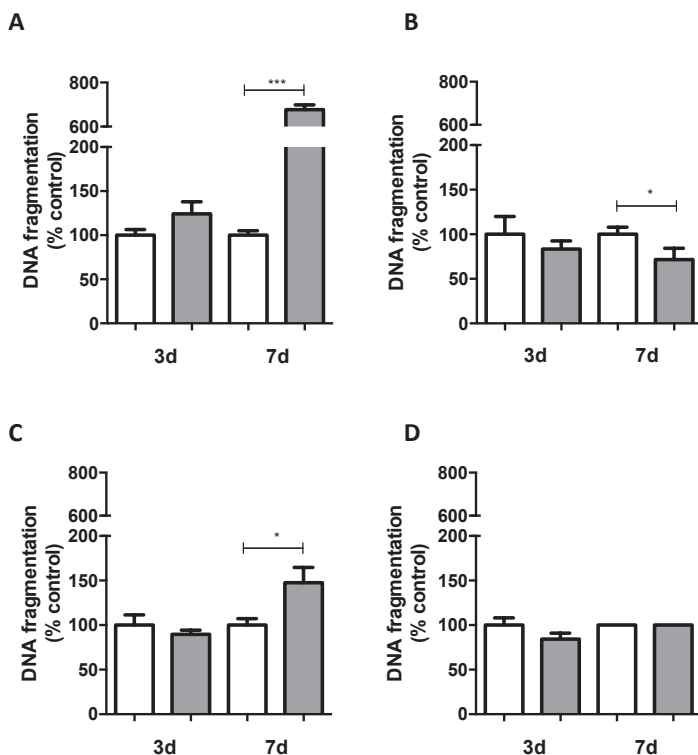 A
DNA fragmentation
(% control)
800
600
200
150
100
50
0
***
3d
7d
B
DNA fragmentation
(% control)
800
600
200
150
100
50
0
*
3d
7d
C
DNA fragmentation
(% control)
800
600
200
150
100
50
0
*
3d
7d
D
DNA fragmentation
(% control)
800
600
200
150
100
50
0
3d
7d